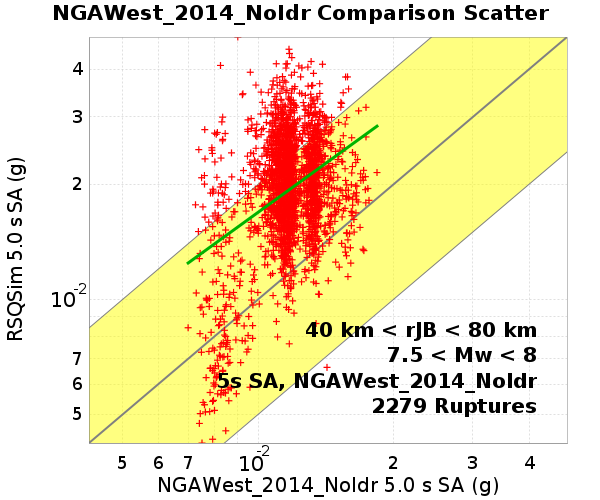 NGAWest_2014_NoIdr Comparison Scatter
RSQSim 5.0 s SA (g)
4
3
2
10-2
7
6
5
40 km < rJB < 80 km
7.5 < Mw < 8
5s SA, NGAWest_2014_NoIdr
2279 Ruptures
5 6 7 10-2 2 3 4
NGAWest_2014_NoIdr 5.0 s SA (g)